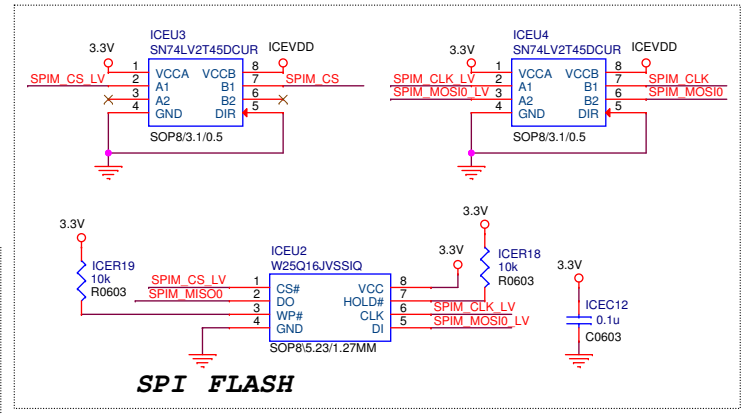 ICEU3
SN74LV2T45DCUR
3.3V
ICEVDD
SPIM_CS_LV
1 VCCA VCCB 8
2 A1 B1 7
SPIM_CS
3 A2 B2 6
4 GND DIR 5
SOP8/3.1/0.5
ICEU4
SN74LV2T45DCUR
3.3V
ICEVDD
1 VCCA VCCB 8
SPIM_CLK_LV 2 A1 B1 7 SPIM_CLK
SPIM_MOSI0_LV 3 A2 B2 6 SPIM_MOSI0
4 GND DIR 5
SOP8/3.1/0.5
3.3V
ICER19
10k
R0603
ICEU2
W25Q16JVSSIQ
3.3V
SPIM_CS_LV 1 CS# VCC 8
SPIM_MISO0 2 DO HOLD# 7
3 WP# CLK 6 SPIM_CLK_LV
4 GND DI 5 SPIM_MOSI0_LV
SOP8\5.23/1.27MM
3.3V
ICER18
10k
R0603
3.3V
ICEC12
0.1u
C0603
SPI FLASH